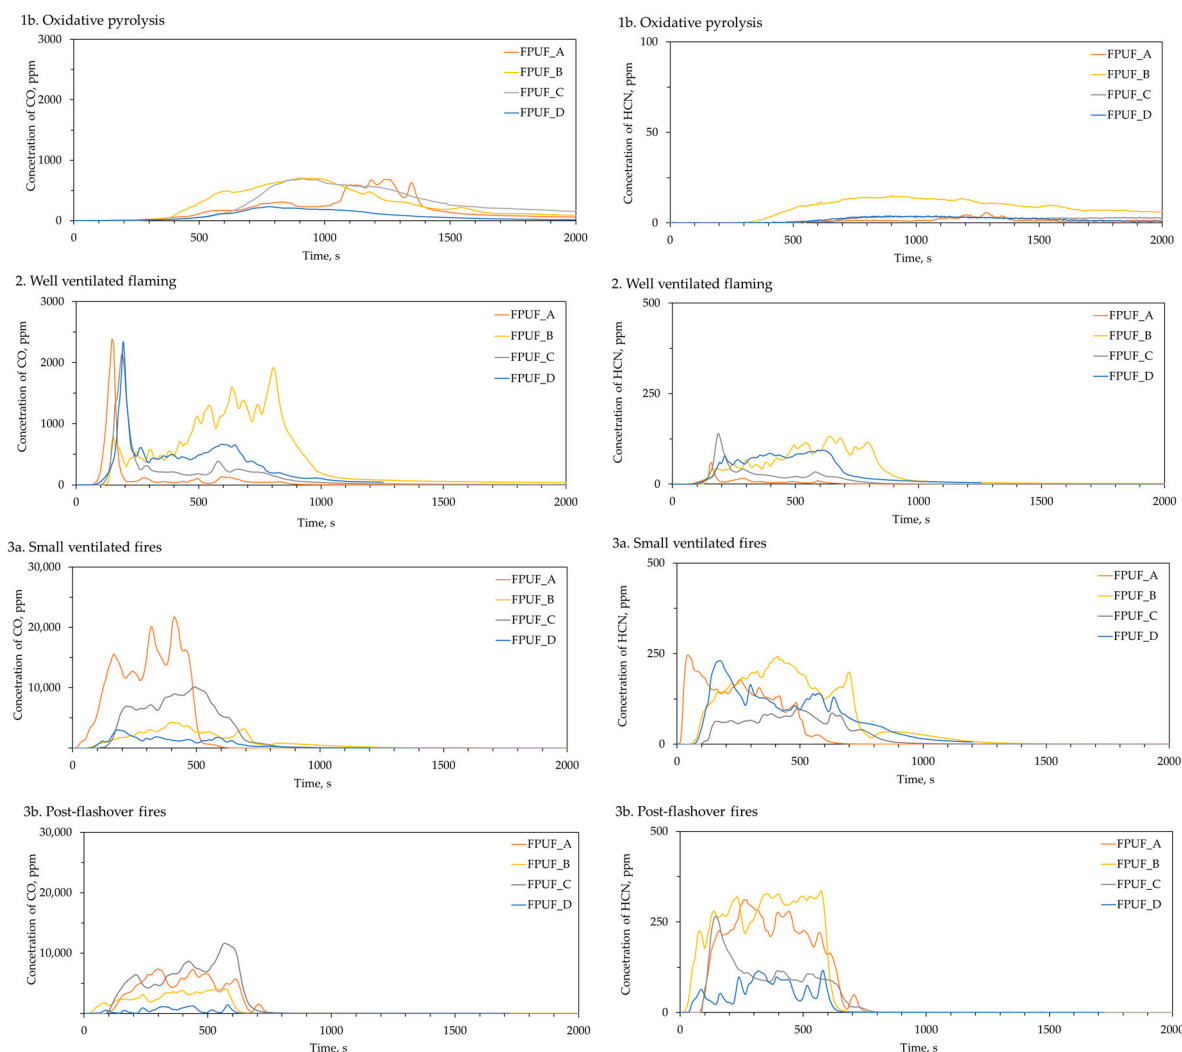 1b. Oxidative pyrolysis
3000
2000
1000
0
0
500
1000
1500
2000
Concetration of CO, ppm
Time, s
FPUF_A
FPUF_B
FPUF_C
FPUF_D
1b. Oxidative pyrolysis
100
50
0
0
500
1000
1500
2000
Concetration of HCN, ppm
Time, s
FPUF_A
FPUF_B
FPUF_C
FPUF_D
2. Well ventilated flaming
3000
2000
1000
0
0
500
1000
1500
2000
Concetration of CO, ppm
Time, s
FPUF_A
FPUF_B
FPUF_C
FPUF_D
2. Well ventilated flaming
500
250
0
0
500
1000
1500
2000
Concetration of HCN, ppm
Time, s
FPUF_A
FPUF_B
FPUF_C
FPUF_D
3a. Small ventilated fires
30,000
20,000
10,000
0
500
1000
1500
2000
Concetration of CO, ppm
Time, s
FPUF_A
FPUF_B
FPUF_C
FPUF_D
3a. Small ventilated fires
500
250
0
0
500
1000
1500
2000
Concetration of HCN, ppm
Time, s
FPUF_A
FPUF_B
FPUF_C
FPUF_D
3b. Post-flashover fires
30,000
20,000
10,000
0
500
1000
1500
2000
Concetration of CO, ppm
Time, s
FPUF_A
FPUF_B
FPUF_C
FPUF_D
3b. Post-flashover fires
500
250
0
0
500
1000
1500
2000
Concetration of HCN, ppm
Time, s
FPUF_A
FPUF_B
FPUF_C
FPUF_D